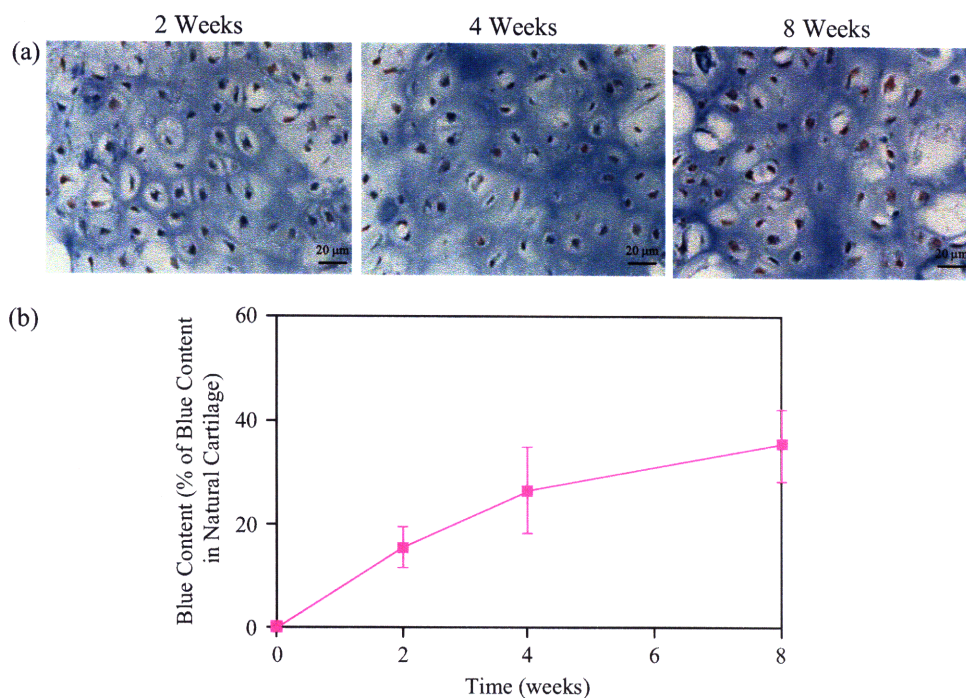 2 Weeks
4 Weeks
8 Weeks
(a)
20 μm
20 μm
20 μm
(b)
Blue Content (% of Blue Content
in Natural Cartilage)
60
40
20
0
0
2
4
6
8
Time (weeks)